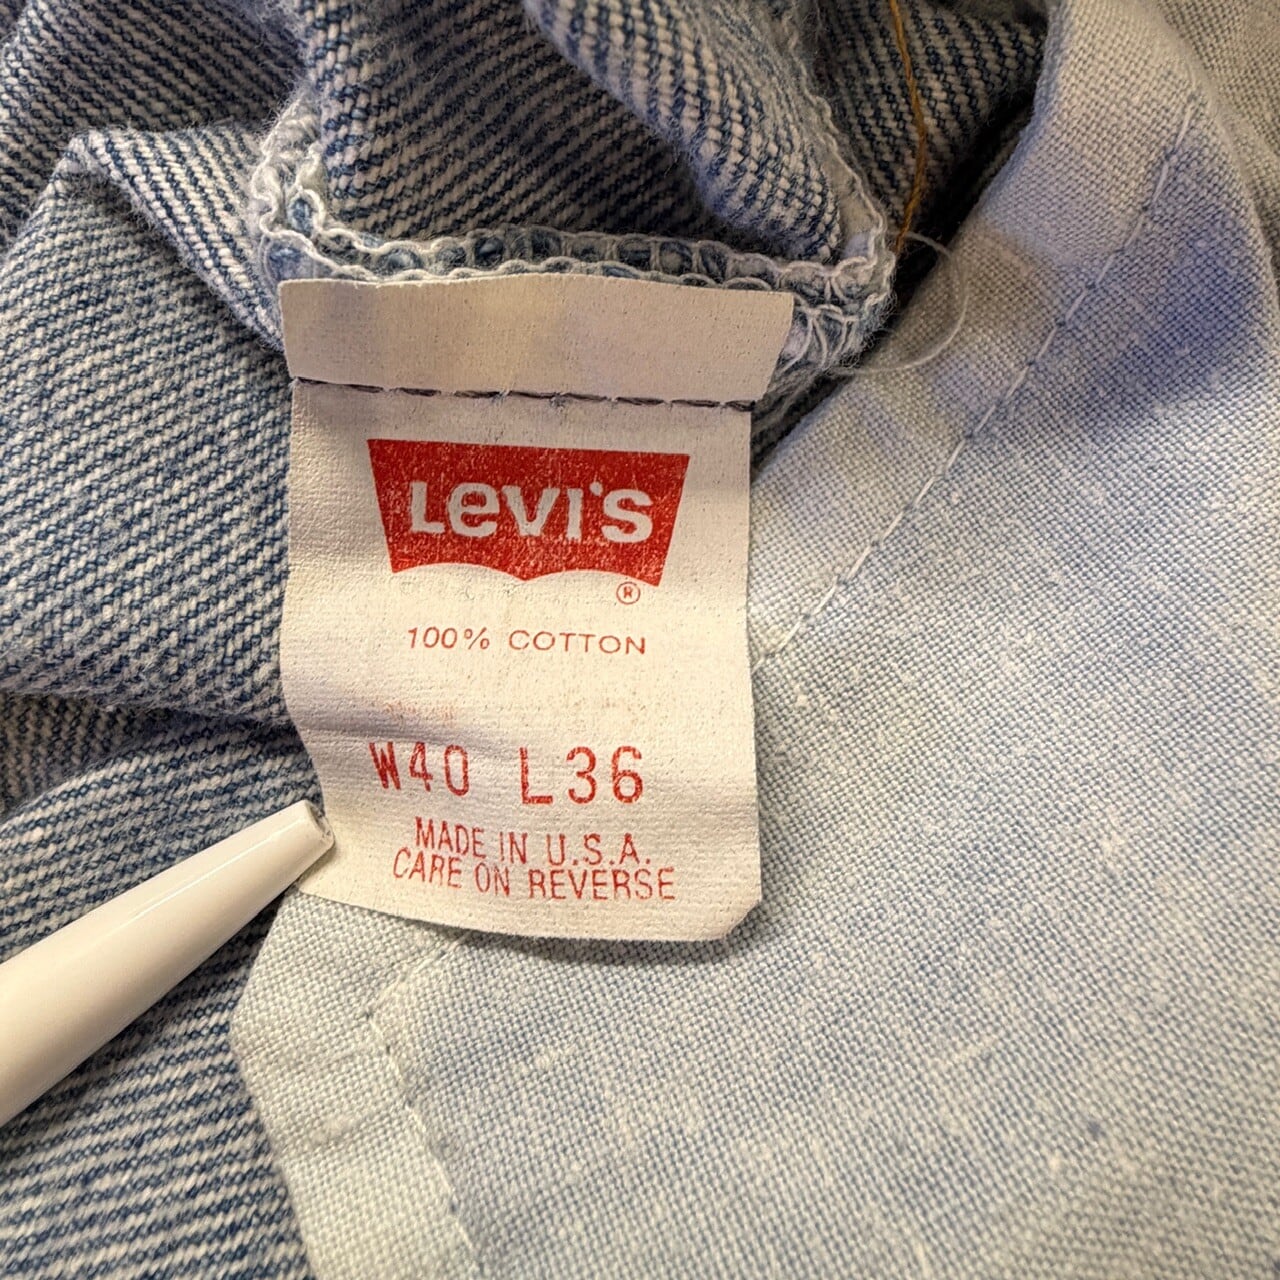 LEVI'S
®
100% COTTON
W40 L36
MADE IN U.S.A.
CARE ON REVERSE